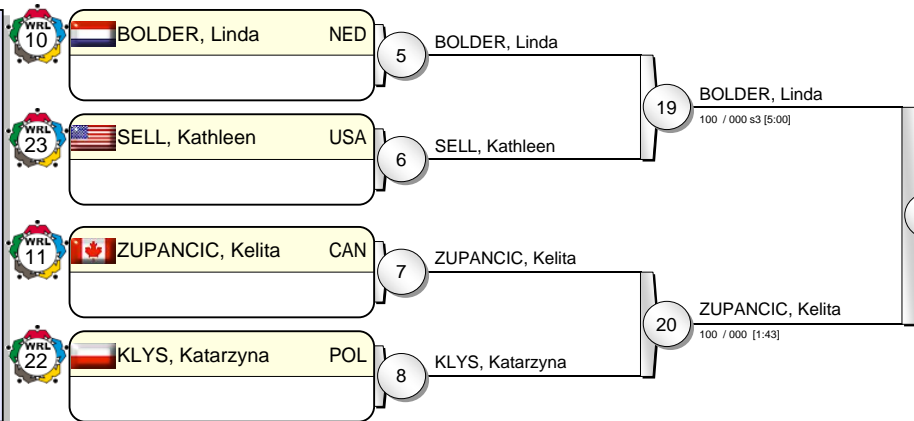 WRL
10
BOLDER, Linda NED
5
BOLDER, Linda
19
BOLDER, Linda
100 / 000 s3 [5:00]
WRL
23
SELL, Kathleen USA
6
SELL, Kathleen
WRL
11
ZUPANCIC, Kelita CAN
7
ZUPANCIC, Kelita
20
ZUPANCIC, Kelita
100 / 000 [1:43]
WRL
22
KLYS, Katarzyna POL
8
KLYS, Katarzyna